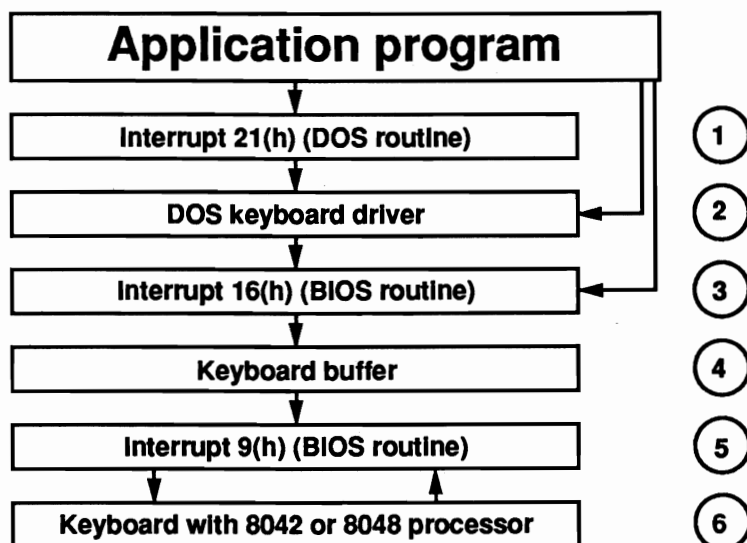 Application program
Interrupt 21(h) (DOS routine)
1
DOS keyboard driver
2
Interrupt 16(h) (BIOS routine)
3
Keyboard buffer
4
Interrupt 9(h) (BIOS routine)
5
Keyboard with 8042 or 8048 processor
6